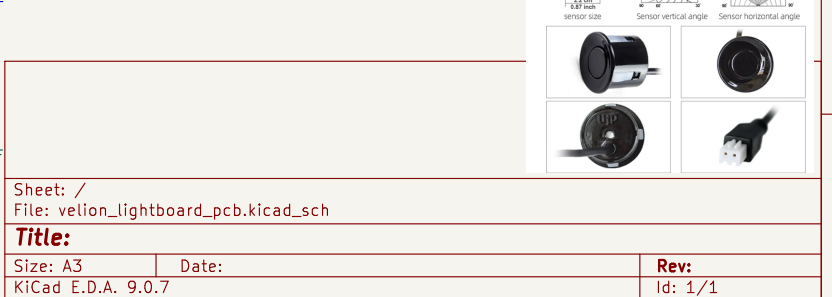 0.87 inch
sensor size
Sensor vertical angle
Sensor horizontal angle
Sheet: /
File: velion_lightboard_pcb.kicad_sch
Title:
Size: A3
Date:
Rev:
KiCad E.D.A. 9.0.7
Id: 1/1